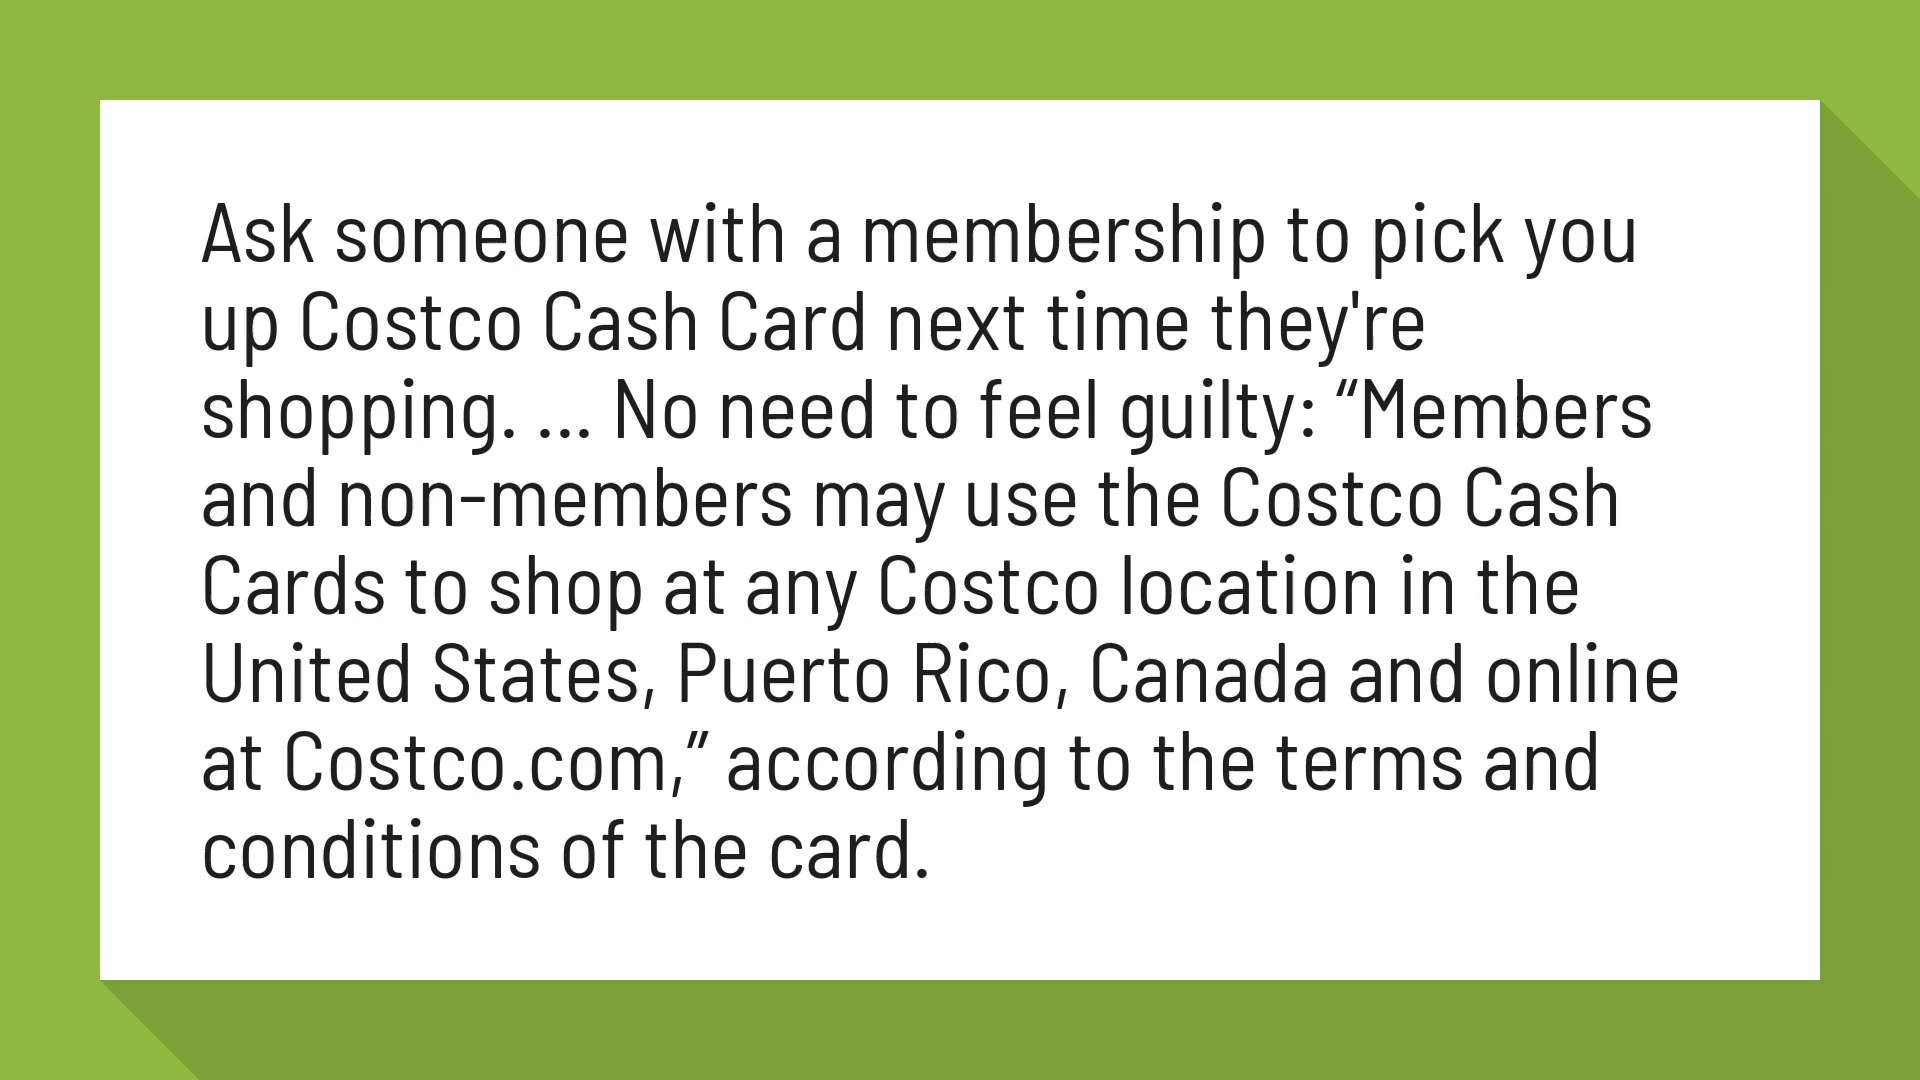 Ask someone with a membership to pick you
up Costco Cash Card next time they're
shopping. ... No need to feel guilty: “Members
and non-members may use the Costco Cash
Cards to shop at any Costco location in the
United States, Puerto Rico, Canada and online
at Costco.com,” according to the terms and
conditions of the card.